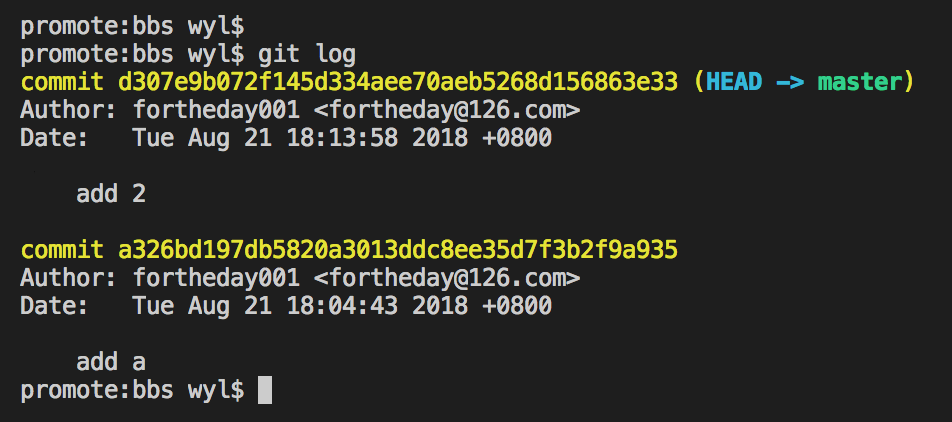 promote:bbs wyl$
promote:bbs wyl$ git log
commit d307e9b072f145d334aee70aeb5268d156863e33 (HEAD -> master)
Author: fortheday001 <fortheday@126.com>
Date:   Tue Aug 21 18:13:58 2018 +0800
    add 2
commit a326bd197db5820a3013ddc8ee35d7f3b2f9a935
Author: fortheday001 <fortheday@126.com>
Date:   Tue Aug 21 18:04:43 2018 +0800
    add a
promote:bbs wyl$